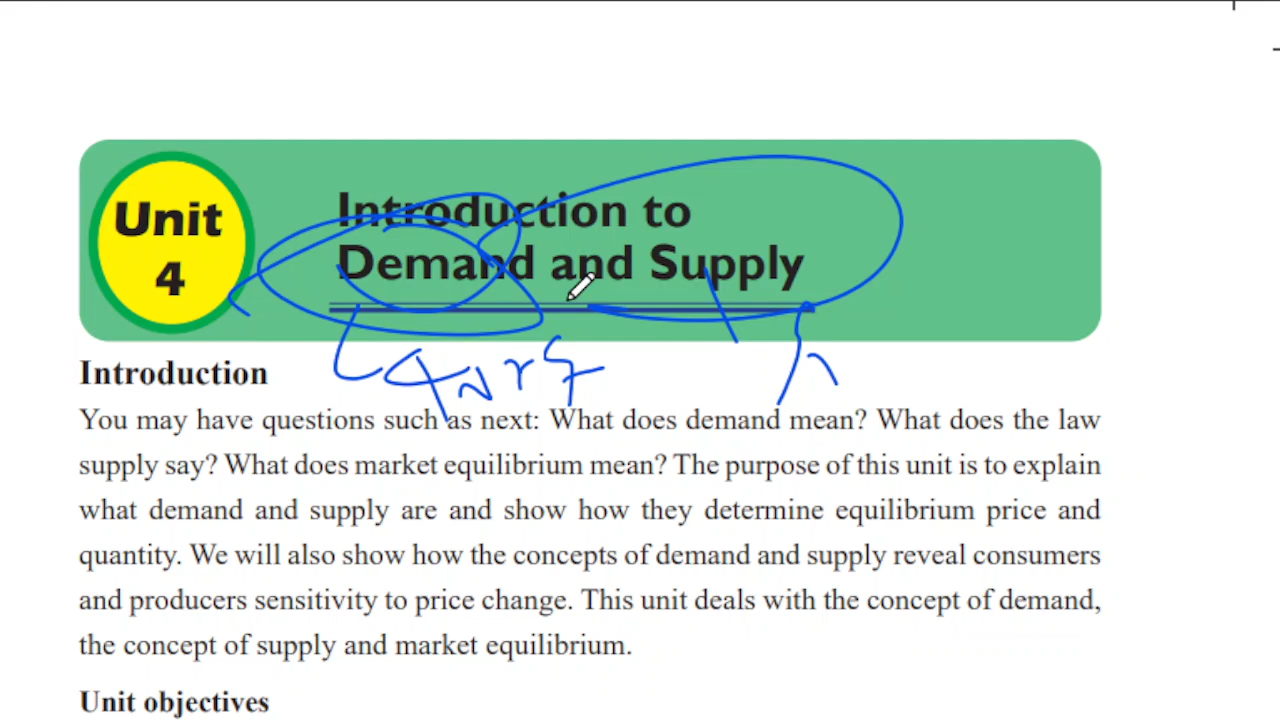 Unit
4
Introduction to
Demand and Supply
Introduction
You may have questions such as next: What does demand mean? What does the law
supply say? What does market equilibrium mean? The purpose of this unit is to explain
what demand and supply are and show how they determine equilibrium price and
quantity. We will also show how the concepts of demand and supply reveal consumers
and producers sensitivity to price change. This unit deals with the concept of demand,
the concept of supply and market equilibrium.
Unit objectives